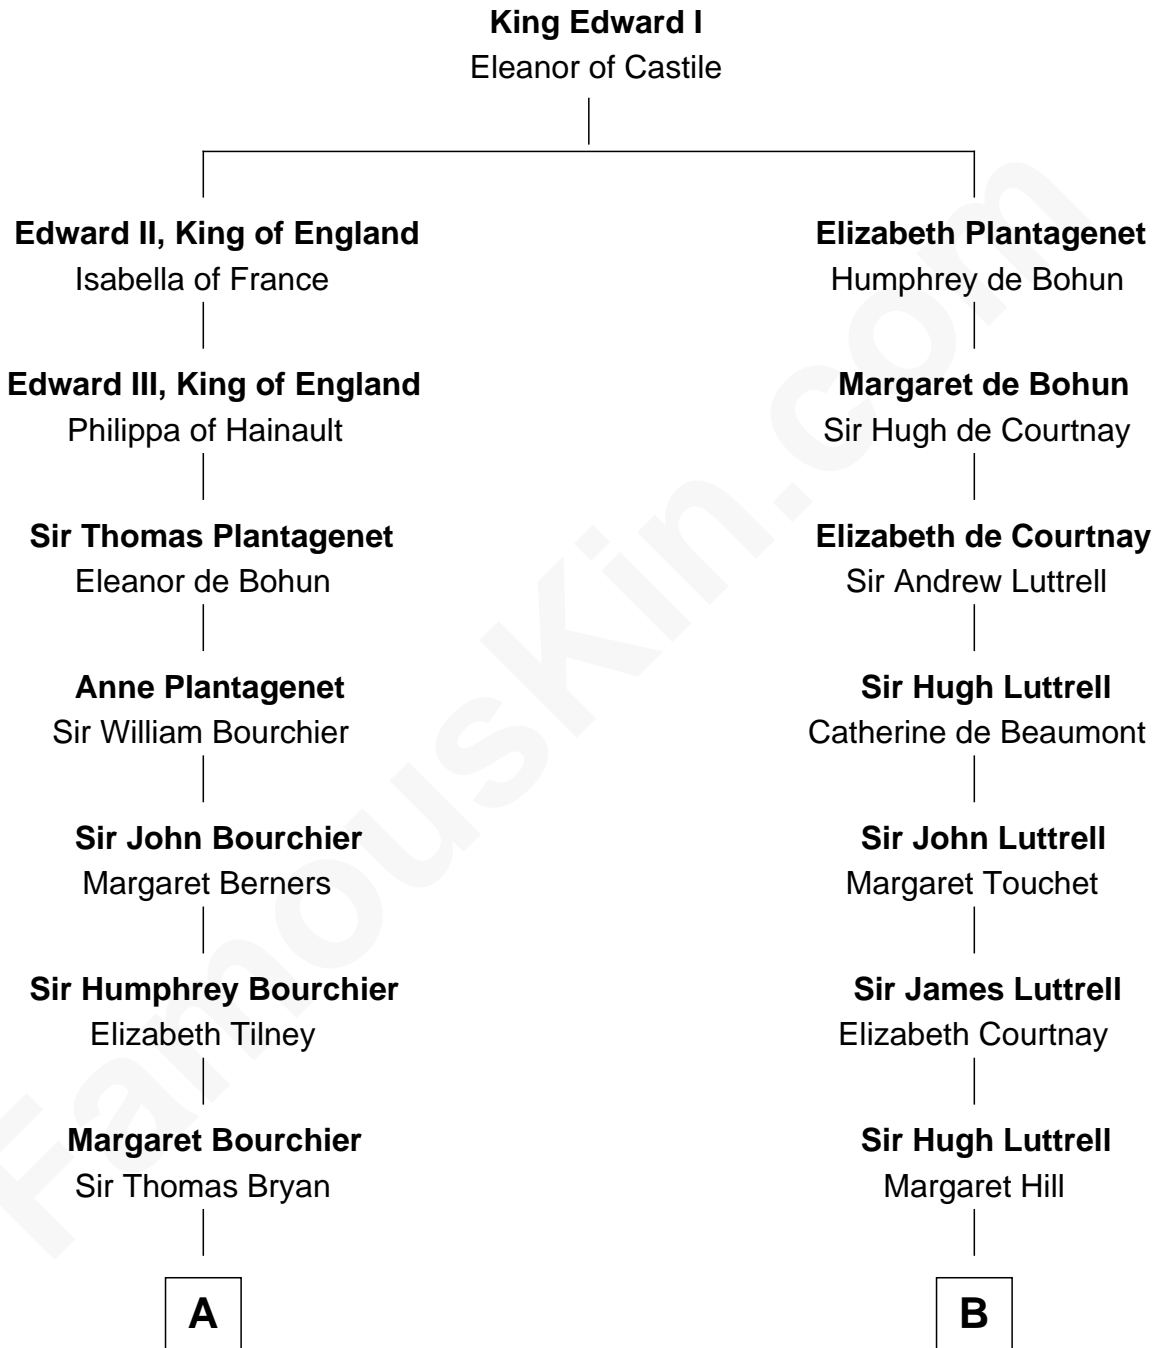 King Edward I
Eleanor of Castile
Edward II, King of England
Isabella of France
Edward III, King of England
Philippa of Hainault
Sir Thomas Plantagenet
Eleanor de Bohun
Anne Plantagenet
Sir William Bourchier
Sir John Bourchier
Margaret Berners
Sir Humphrey Bourchier
Elizabeth Tilney
Margaret Bourchier
Sir Thomas Bryan
A
Elizabeth Plantagenet
Humphrey de Bohun
Margaret de Bohun
Sir Hugh de Courtnay
Elizabeth de Courtnay
Sir Andrew Luttrell
Sir Hugh Luttrell
Catherine de Beaumont
Sir John Luttrell
Margaret Touchet
Sir James Luttrell
Elizabeth Courtnay
Sir Hugh Luttrell
Margaret Hill
B
FamousKin.com